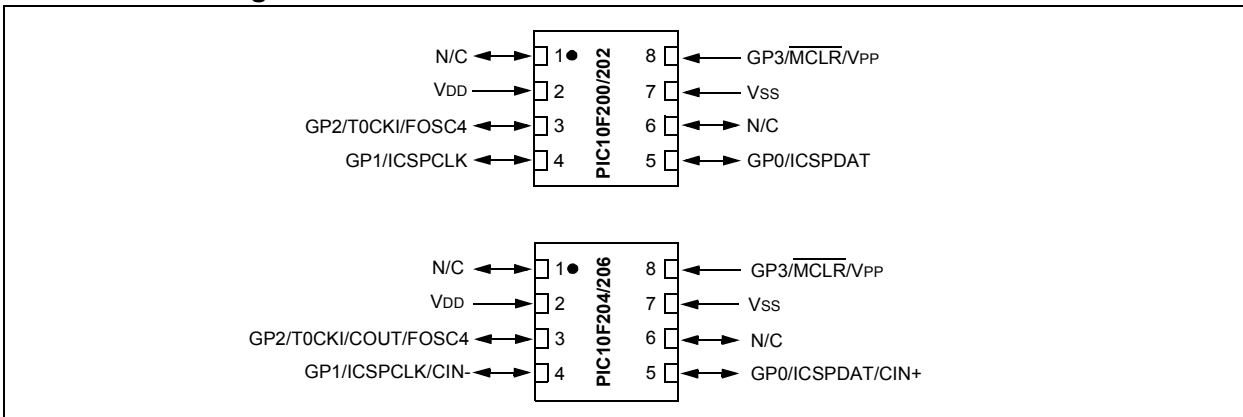 N/C 1 8 GP3/MCLR/VPP
VDD 2 7 VSS
GP2/T0CKI/FOSC4 3 6 N/C
GP1/ICSPCLK 4 5 GP0/ICSPDAT
PIC10F200/202
N/C 1 8 GP3/MCLR/VPP
VDD 2 7 VSS
GP2/T0CKI/COUT/FOSC4 3 6 N/C
GP1/ICSPCLK/CIN- 4 5 GP0/ICSPDAT/CIN+
PIC10F204/206